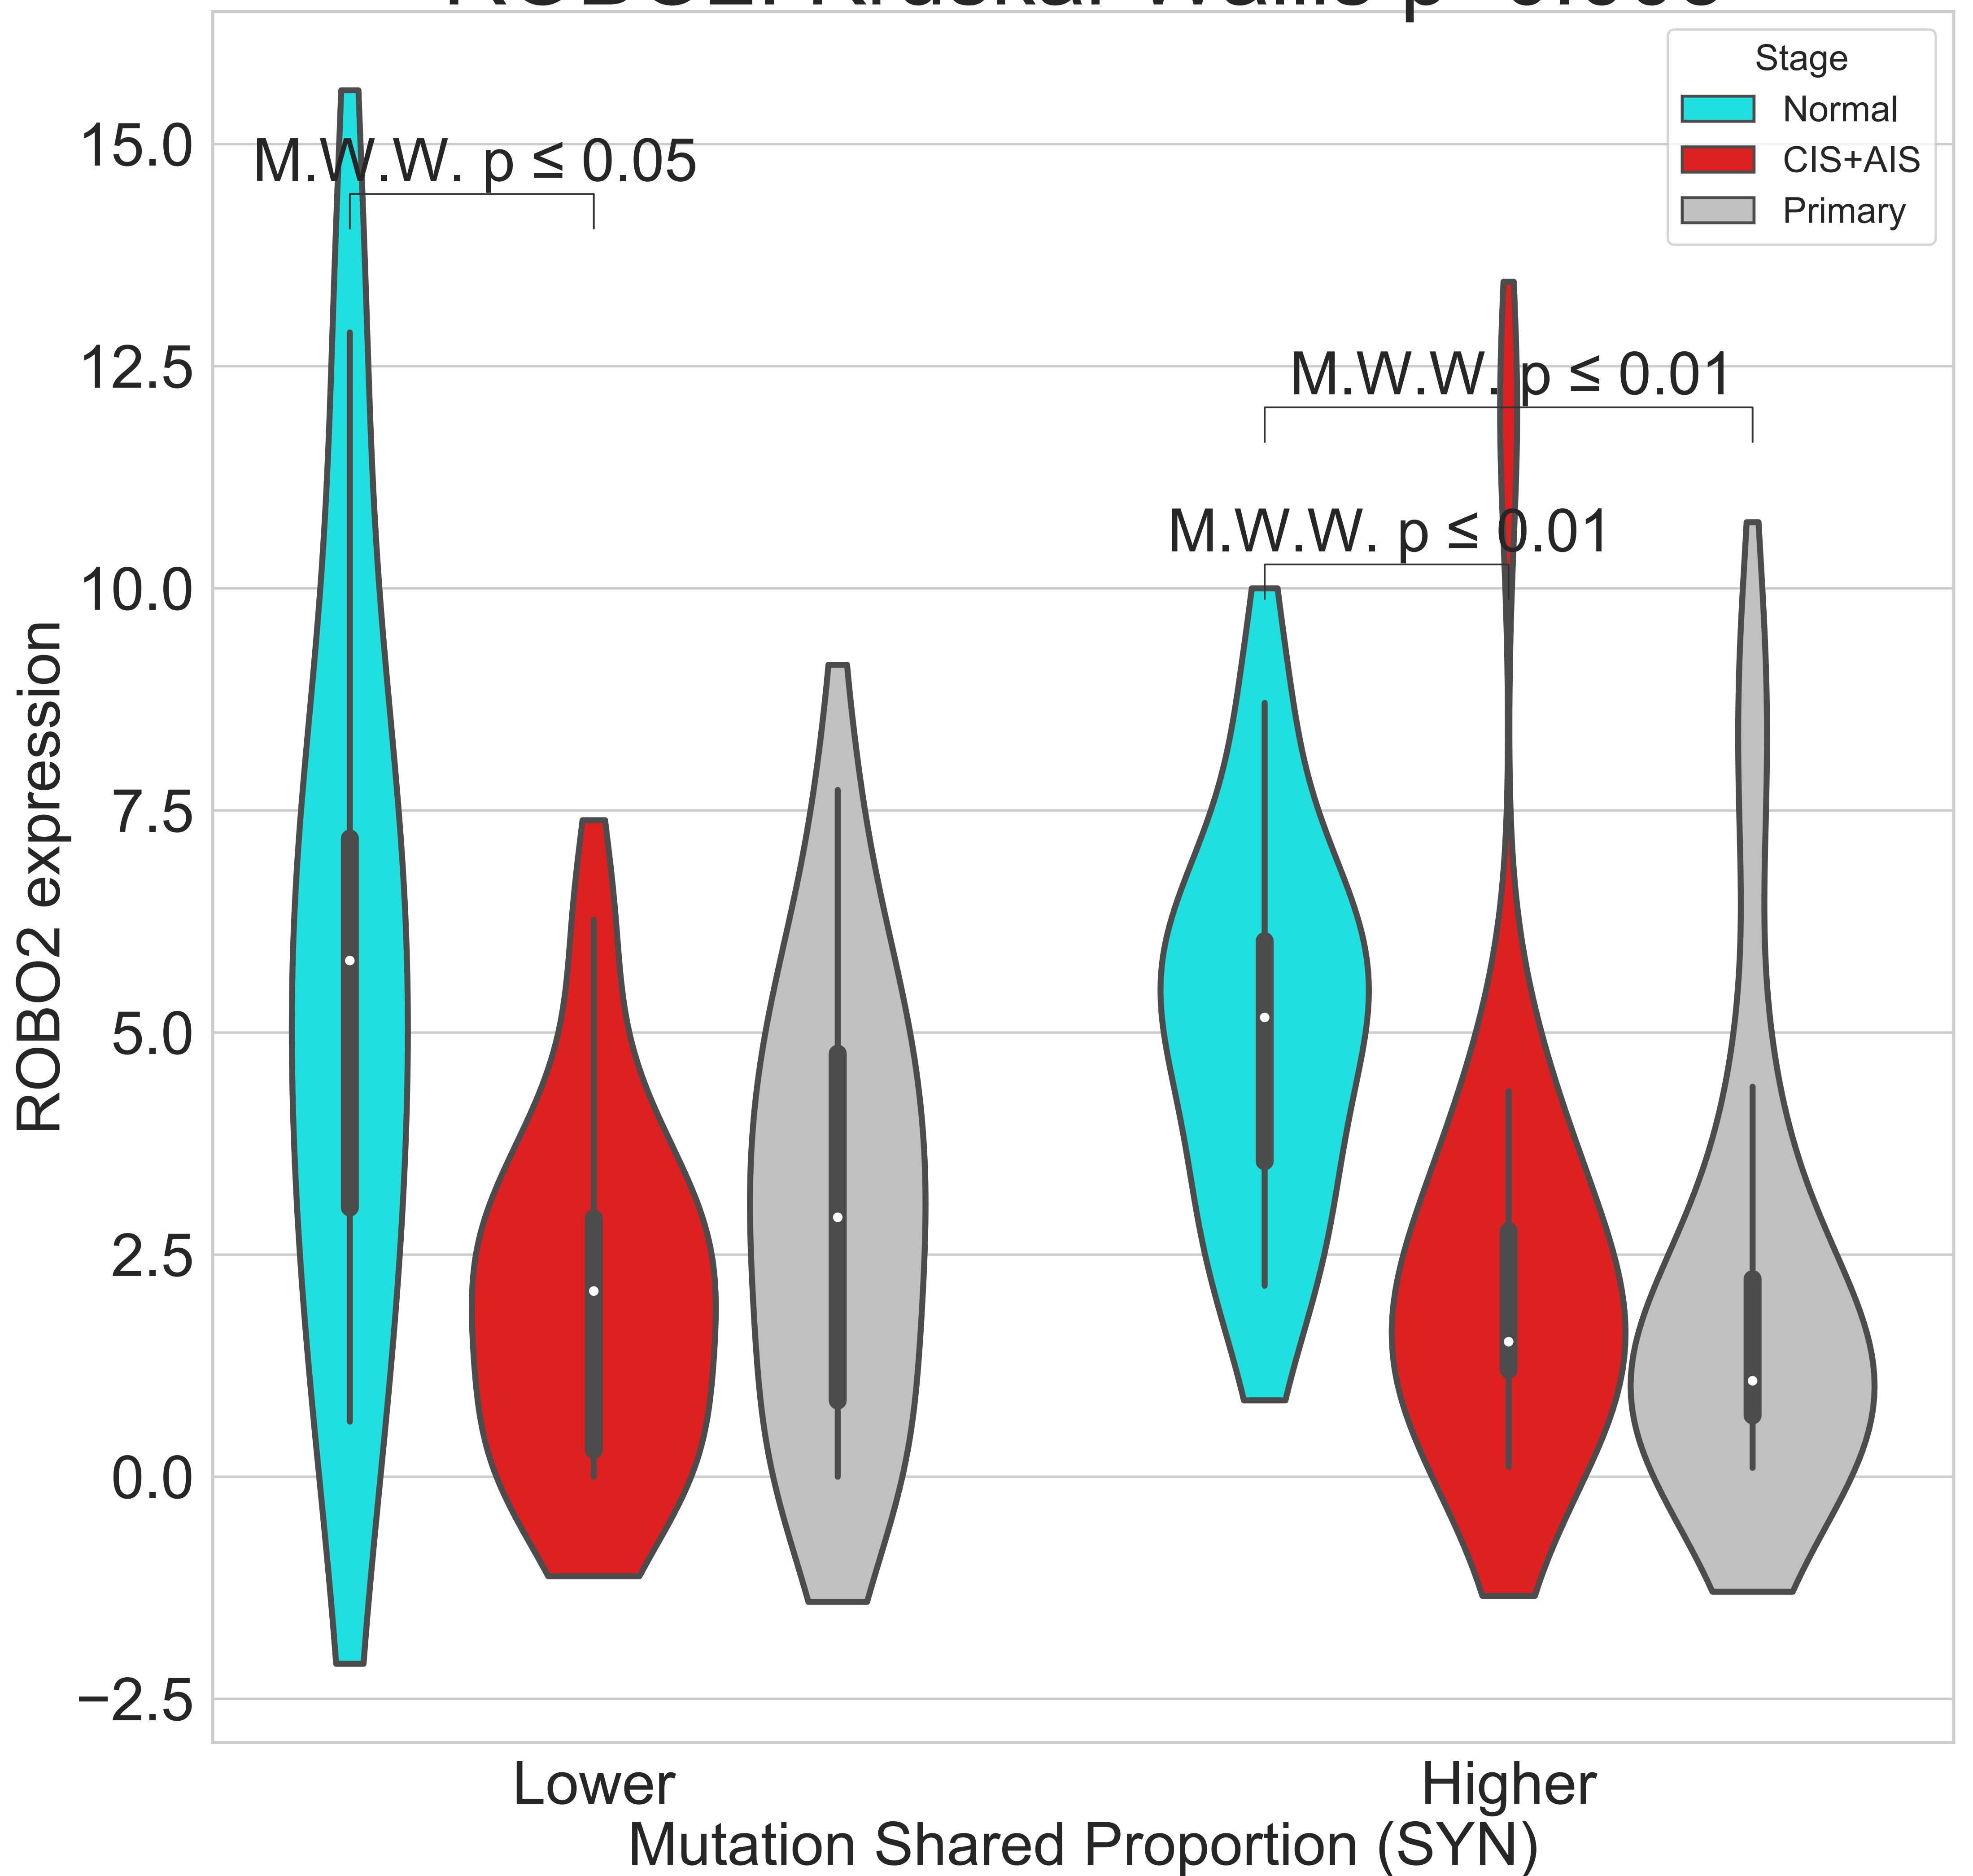 Stage
Normal
CIS+AIS
Primary
M.W.W. p ≤ 0.05
M.W.W. p ≤ 0.01
M.W.W. p ≤ 0.01
15.0
12.5
10.0
7.5
5.0
2.5
0.0
−2.5
ROBO2 expression
Lower
Higher
Mutation Shared Proportion (SYN)